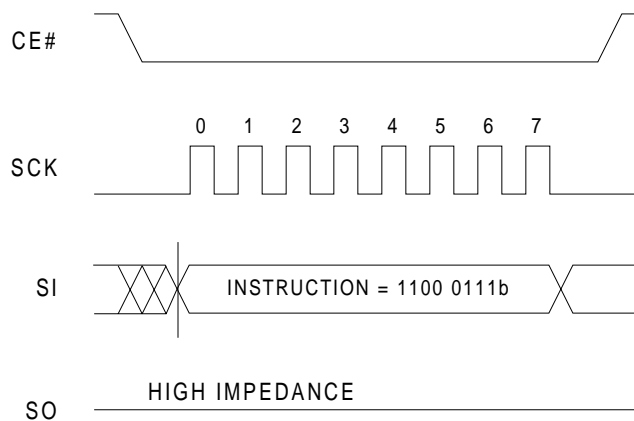 CE#
0 1 2 3 4 5 6 7
SCK
SI
INSTRUCTION = 1100 0111b
HIGH IMPEDANCE
SO